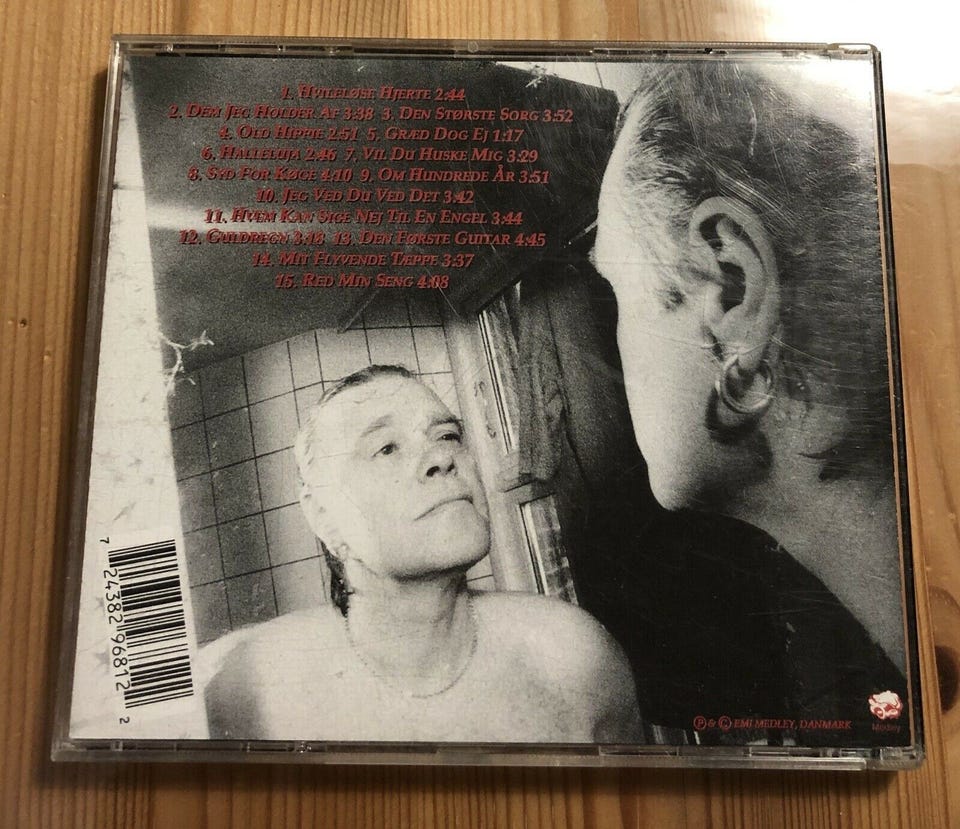 1. Hvileløse Hjerte 2:44
2. Dem Jeg Holder Af 3:38 3. Den Største Sorg 3:52
4. Old Hippie 2:51 5. Græd Dog Ej 1:17
6. Halleluja 2:46 7. Vil Du Huske Mig 3:29
8. Syd For Køge 4:10 9. Om Hundrede År 3:51
10. Jeg Ved Du Ved Det 3:42
11. Hvem Kan Sige Nej Til En Engel 3:44
12. Guldregn 3:18 13. Den Første Guitar 4:45
14. Mit Flyvende Tæppe 3:37
15. Red Min Seng 4:08
7 24382 96812 2
Ⓟ & © EMI MEDLEY, DANMARK
Medley